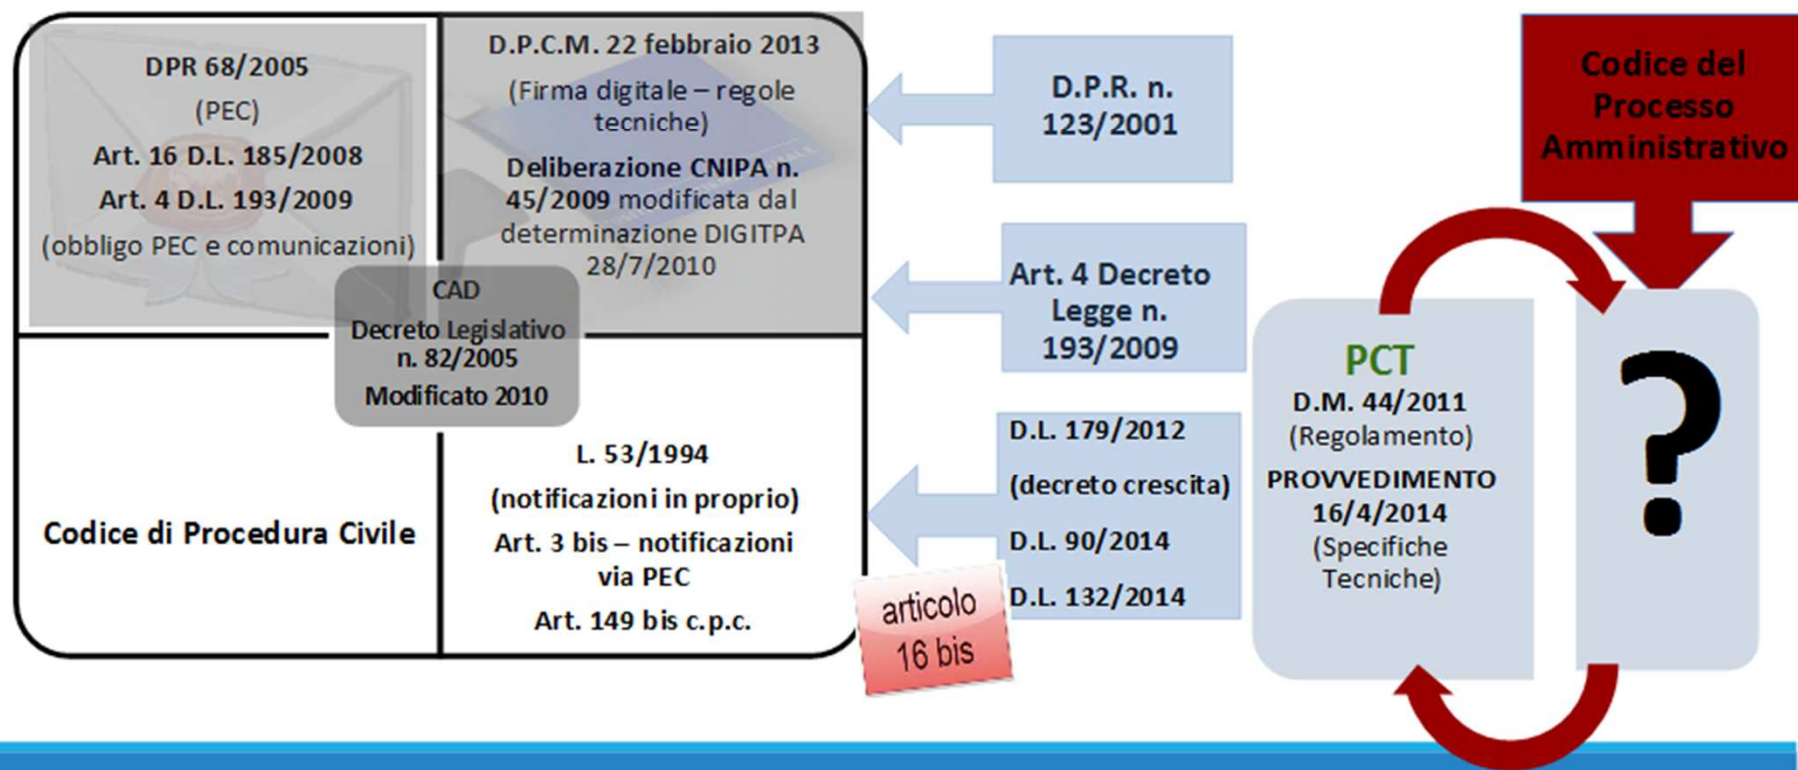 DPR 68/2005
(PEC)
Art. 16 D.L. 185/2008
Art. 4 D.L. 193/2009
(obbligo PEC e comunicazioni)
D.P.C.M. 22 febbraio 2013
(Firma digitale – regole
tecniche)
Deliberazione CNIPA n.
45/2009 modificata dal
determinazione DIGITPA
28/7/2010
CAD
Decreto Legislativo
n. 82/2005
Modificato 2010
Codice di Procedura Civile
L. 53/1994
(notificazioni in proprio)
Art. 3 bis – notificazioni
via PEC
Art. 149 bis c.p.c.
D.P.R. n.
123/2001
Art. 4 Decreto
Legge n.
193/2009
D.L. 179/2012
(decreto crescita)
D.L. 90/2014
D.L. 132/2014
articolo
16 bis
Codice del
Processo
Amministrativo
PCT
D.M. 44/2011
(Regolamento)
PROVVEDIMENTO
16/4/2014
(Specifiche
Tecniche)
?